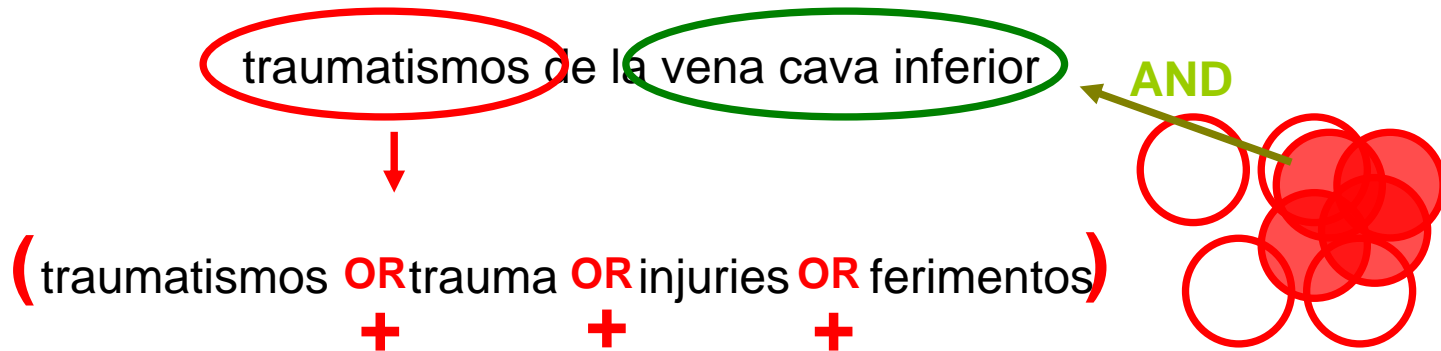 traumatismos de la vena cava inferior
AND
(traumatismos OR trauma OR injuries OR ferimentos)
+ + +